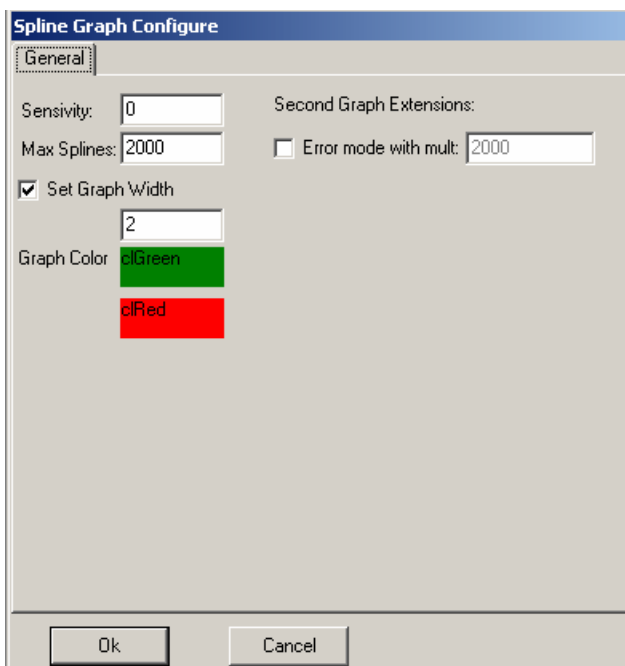 Spline Graph Configure
General
Sensivity: 0
Second Graph Extensions:
Max Splines: 2000
Error mode with mult: 2000
Set Graph Width
2
Graph Color clGreen
clRed
Ok
Cancel